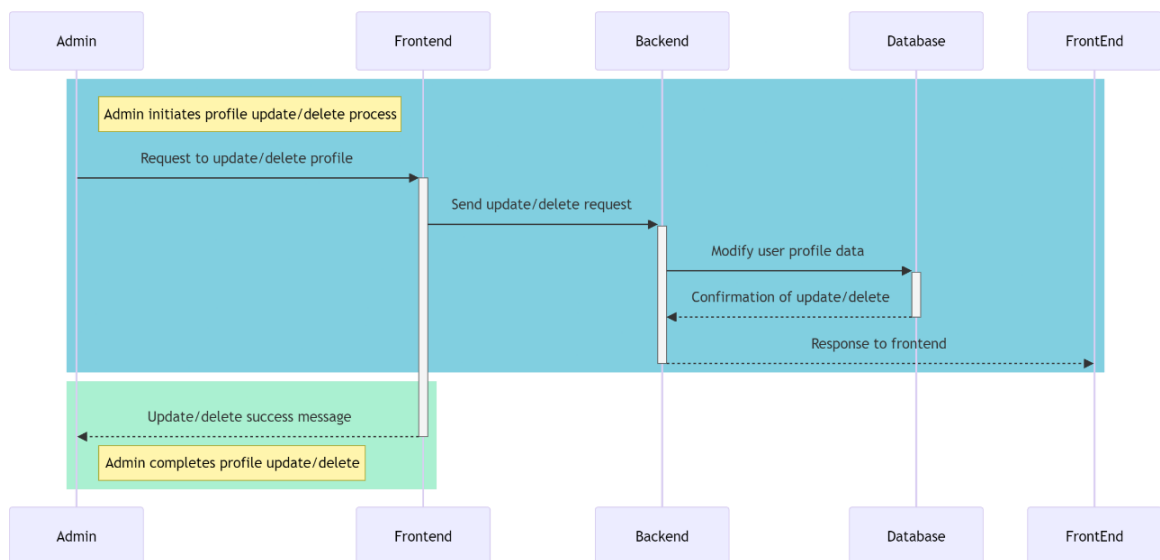 Admin
Frontend
Backend
Database
FrontEnd
Admin initiates profile update/delete process
Request to update/delete profile
Send update/delete request
Modify user profile data
Confirmation of update/delete
Response to frontend
Update/delete success message
Admin completes profile update/delete
Admin
Frontend
Backend
Database
FrontEnd